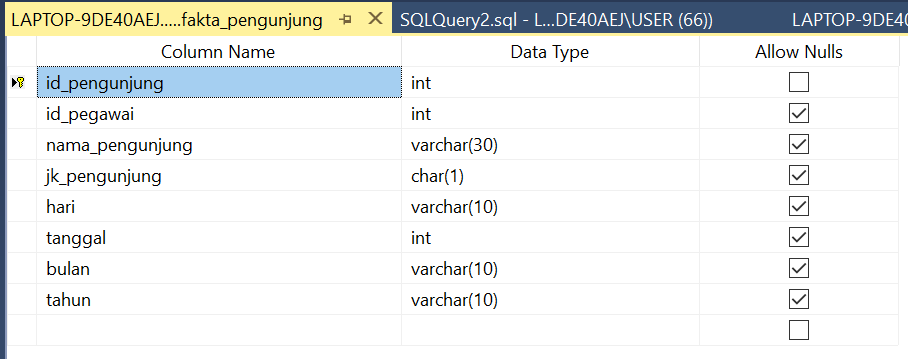 LAPTOP-9DE40AEJ.....fakta_pengunjung SQLQuery2.sql - L...DE40AEJ\USER (66)) LAPTOP-9DE40
Column Name Data Type Allow Nulls
id_pengunjung int
id_pegawai int
nama_pengunjung varchar(30)
jk_pengunjung char(1)
hari varchar(10)
tanggal int
bulan varchar(10)
tahun varchar(10)